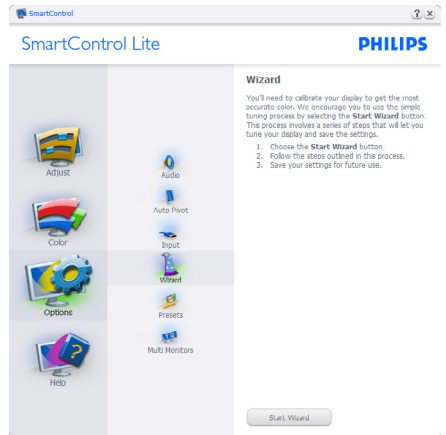 SmartControl
? ×
SmartControl Lite
PHILIPS
Adjust
Color
Options
Help
Audio
Auto Pivot
Input
Wizard
Presets
Multi Monitors
Wizard
You'll need to calibrate your display to get the most
accurate color. We encourage you to use the simple
tuning process by selecting the Start Wizard button.
This process involves a series of steps that will let you
tune your display and save the settings.
1. Choose the Start Wizard button.
2. Follow the steps outlined in this process.
3. Save your settings for future use.
Start Wizard